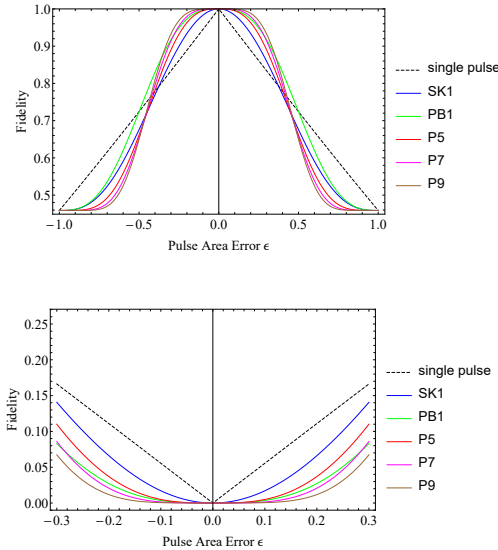 1.0
0.9
0.8
0.7
0.6
0.5
Fidelity
−1.0 −0.5 0.0 0.5 1.0
Pulse Area Error ϵ
single pulse
SK1
PB1
P5
P7
P9
0.25
0.20
0.15
0.10
0.05
0.00
Fidelity
−0.3 −0.2 −0.1 0.0 0.1 0.2 0.3
Pulse Area Error ϵ
single pulse
SK1
PB1
P5
P7
P9